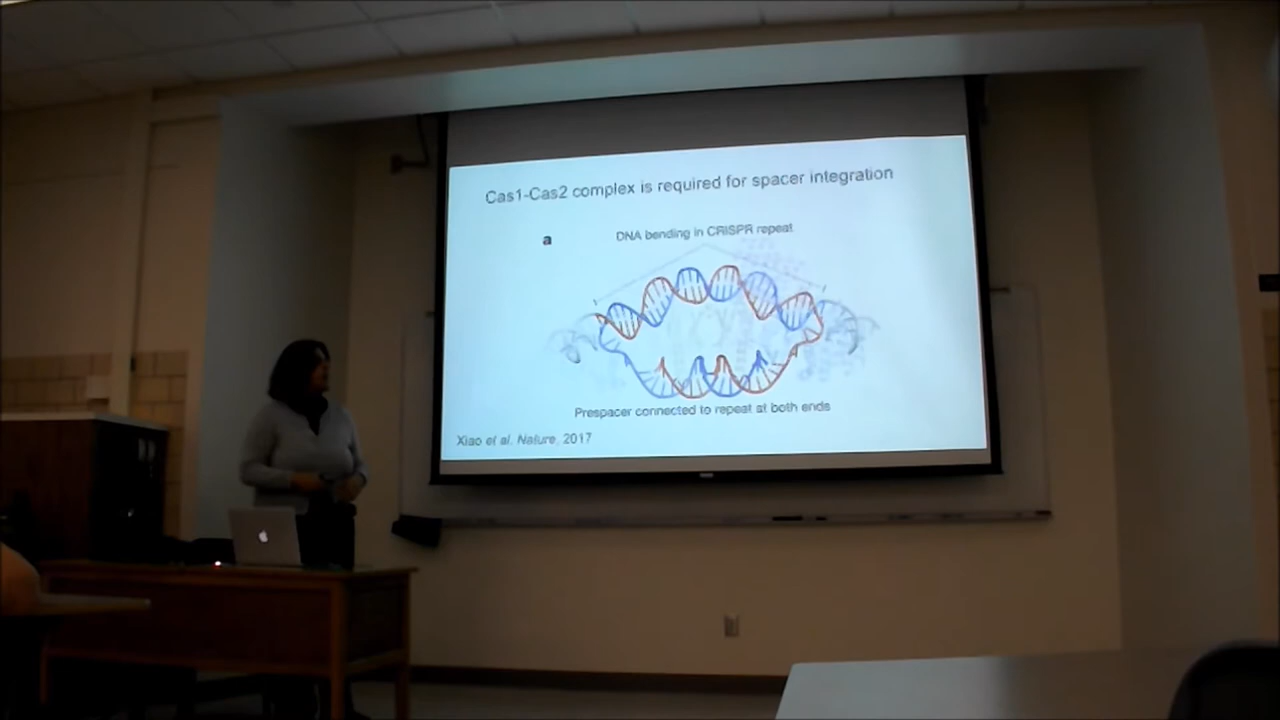 Cas1-Cas2 complex is required for spacer integration
a
DNA bending in CRISPR repeat
Prespacer connected to repeat at both ends
Xiao et al. Nature, 2017